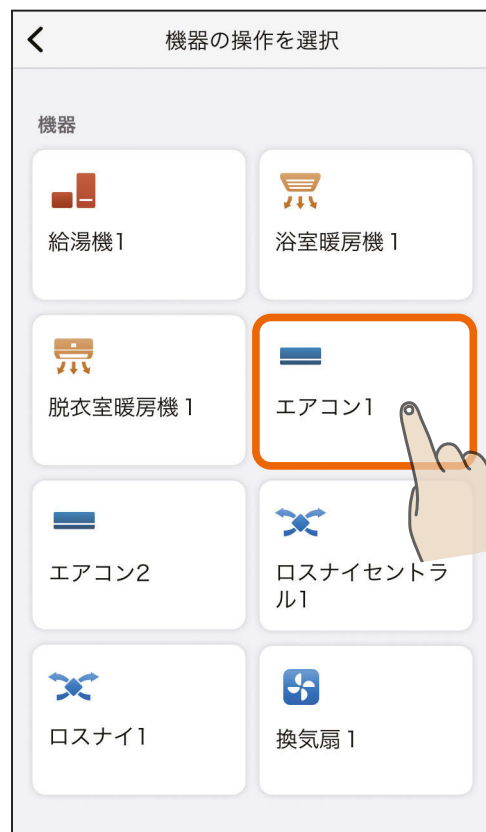 機器の操作を選択
機器
給湯機1
浴室暖房機 1
脱衣室暖房機 1
エアコン1
エアコン2
ロスナイセントラ
ル1
ロスナイ1
換気扇 1